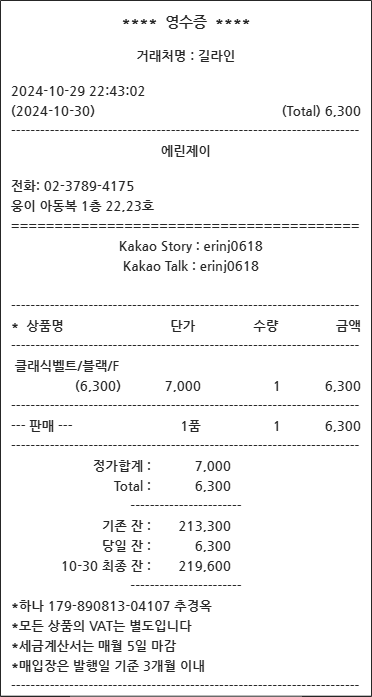 **** 영수증 ****
거래처명 : 길라인
2024-10-29 22:43:02
(2024-10-30) (Total) 6,300
에린제이
전화: 02-3789-4175
웅이 아동복 1층 22,23호
Kakao Story : erinj0618
Kakao Talk : erinj0618
* 상품명 단가 수량 금액
클래식벨트/블랙/F
(6,300) 7,000 1 6,300
--- 판매 --- 1품 1 6,300
정가합계 : 7,000
Total : 6,300
기존 잔 : 213,300
당일 잔 : 6,300
10-30 최종 잔 : 219,600
*하나 179-890813-04107 추경옥
*모든 상품의 VAT는 별도입니다
*세금계산서는 매월 5일 마감
*매입장은 발행일 기준 3개월 이내